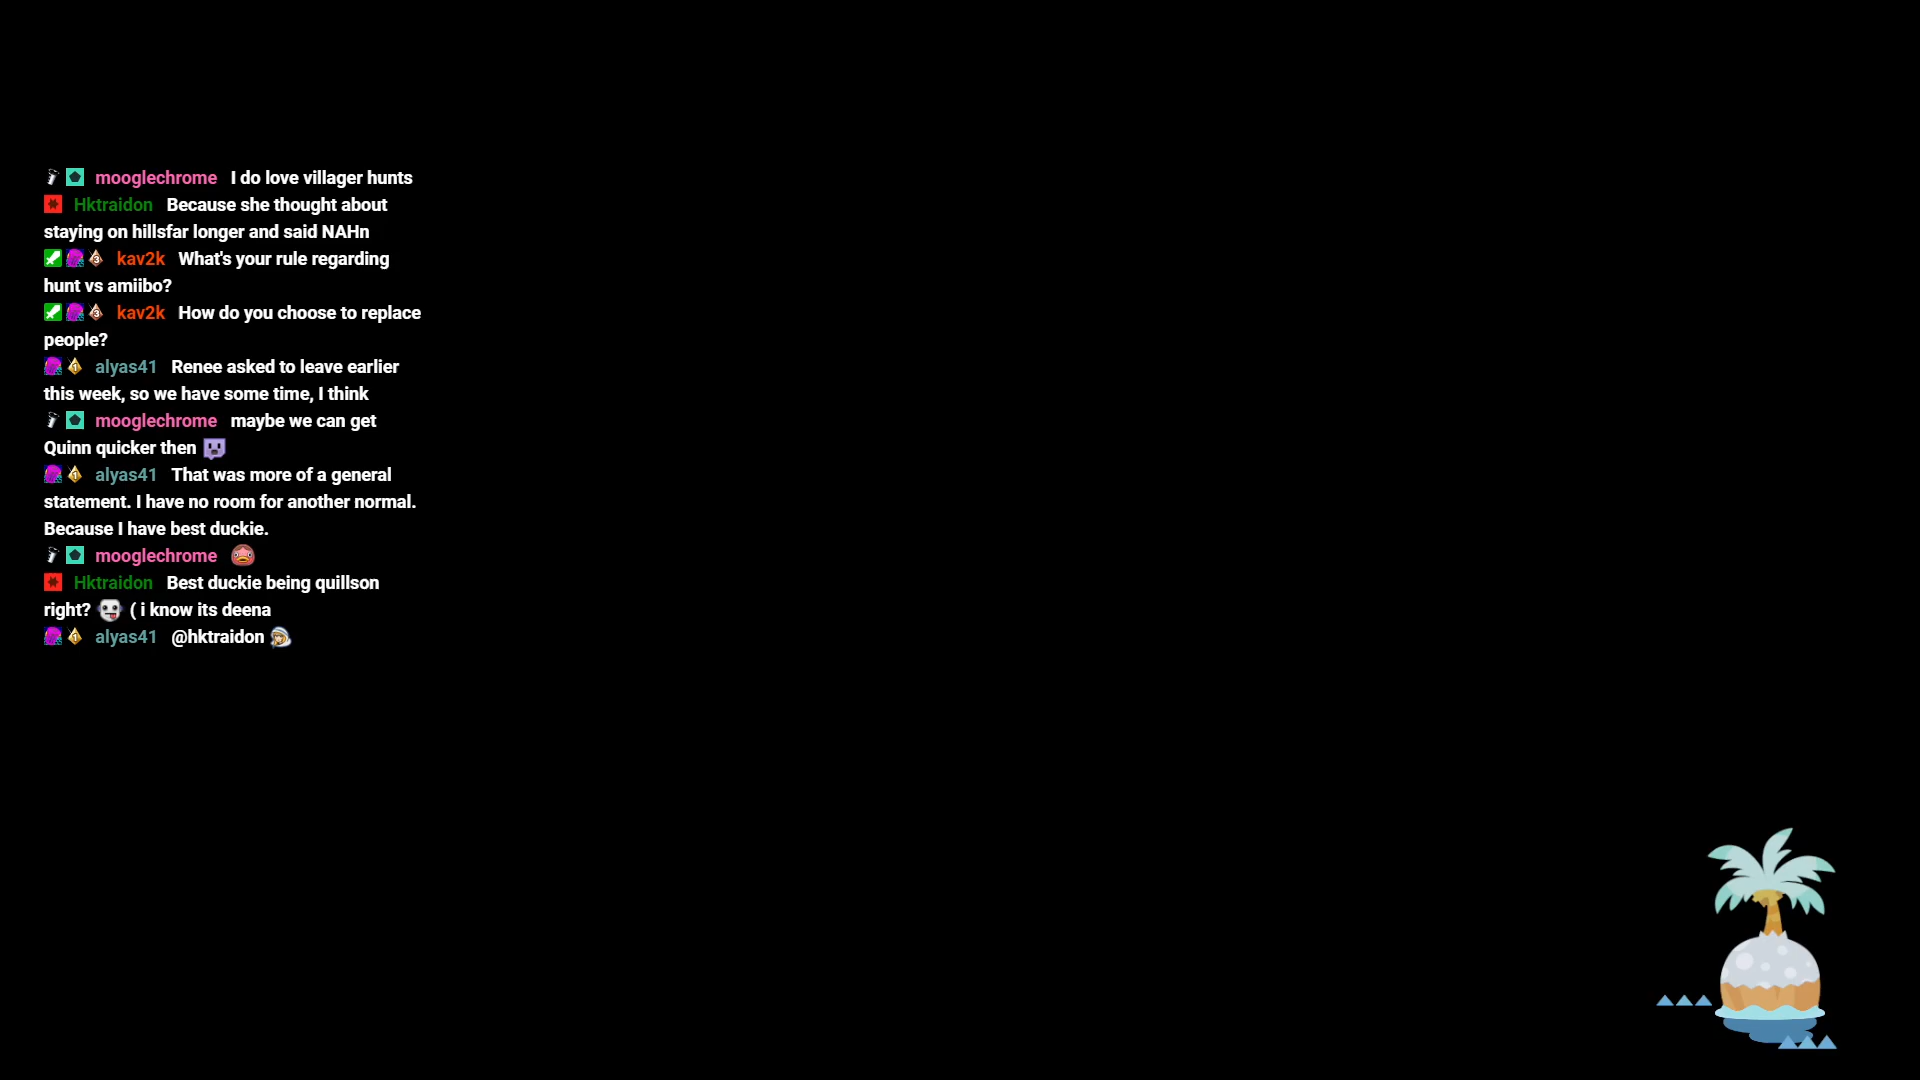 mooglechrome I do love villager hunts
Hktraidon Because she thought about
staying on hillsfar longer and said NAHn
kav2k What's your rule regarding
hunt vs amiibo?
kav2k How do you choose to replace
people?
alyas41 Renee asked to leave earlier
this week, so we have some time, I think
mooglechrome maybe we can get
Quinn quicker then
alyas41 That was more of a general
statement. I have no room for another normal.
Because I have best duckie.
mooglechrome
Hktraidon Best duckie being quillson
right? ( i know its deena
alyas41 @hktraidon